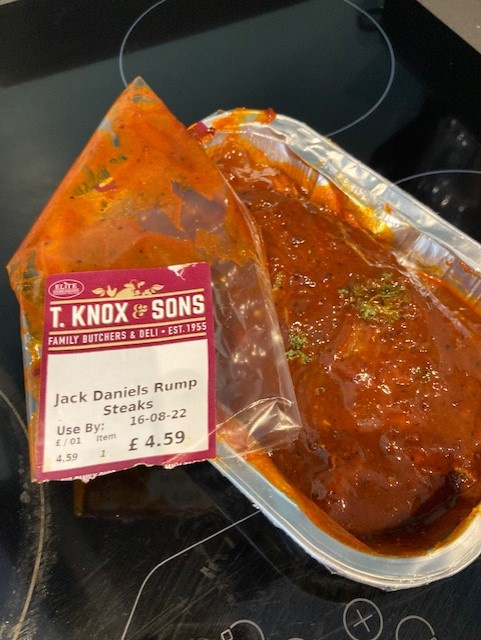 ELITE
T. KNOX & SONS
FAMILY BUTCHERS & DELI • EST. 1955
Jack Daniels Rump
Steaks
Use By: 16-08-22
£ / 01 Item £ 4.59
4.59 1